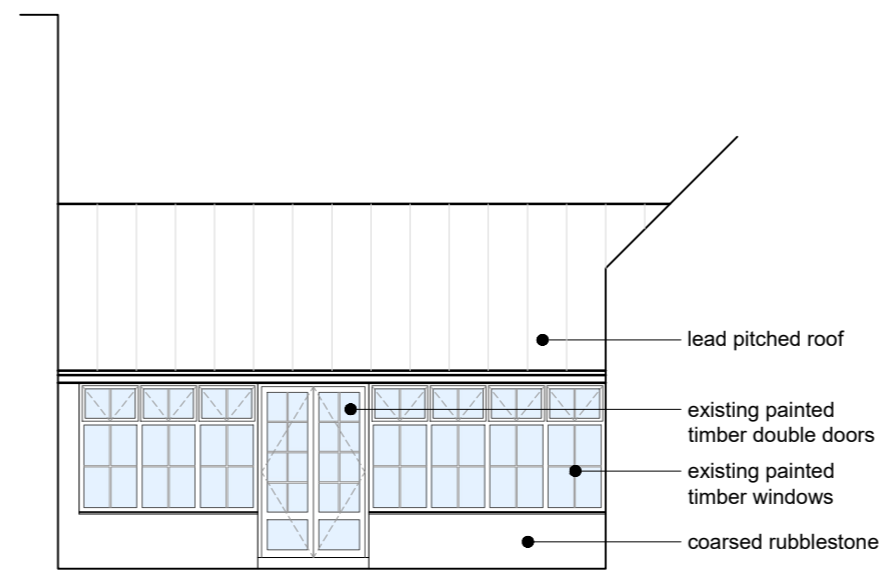 lead pitched roof
existing painted
timber double doors
existing painted
timber windows
coarsed rubblestone